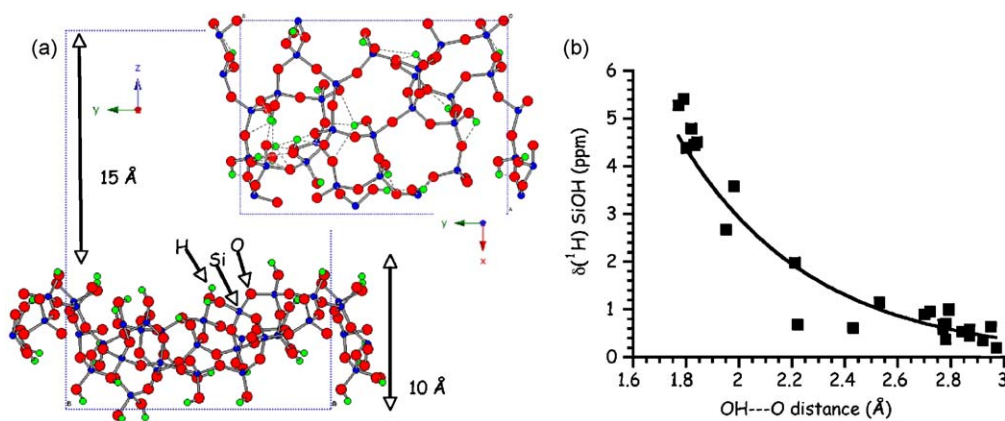 (a)
z
y
15 Å
y
x
H
Si
O
10 Å
(b)
δ(¹H) SiOH (ppm)
6
5
4
3
2
1
0
1.6 1.8 2 2.2 2.4 2.6 2.8 3
OH---O distance (Å)